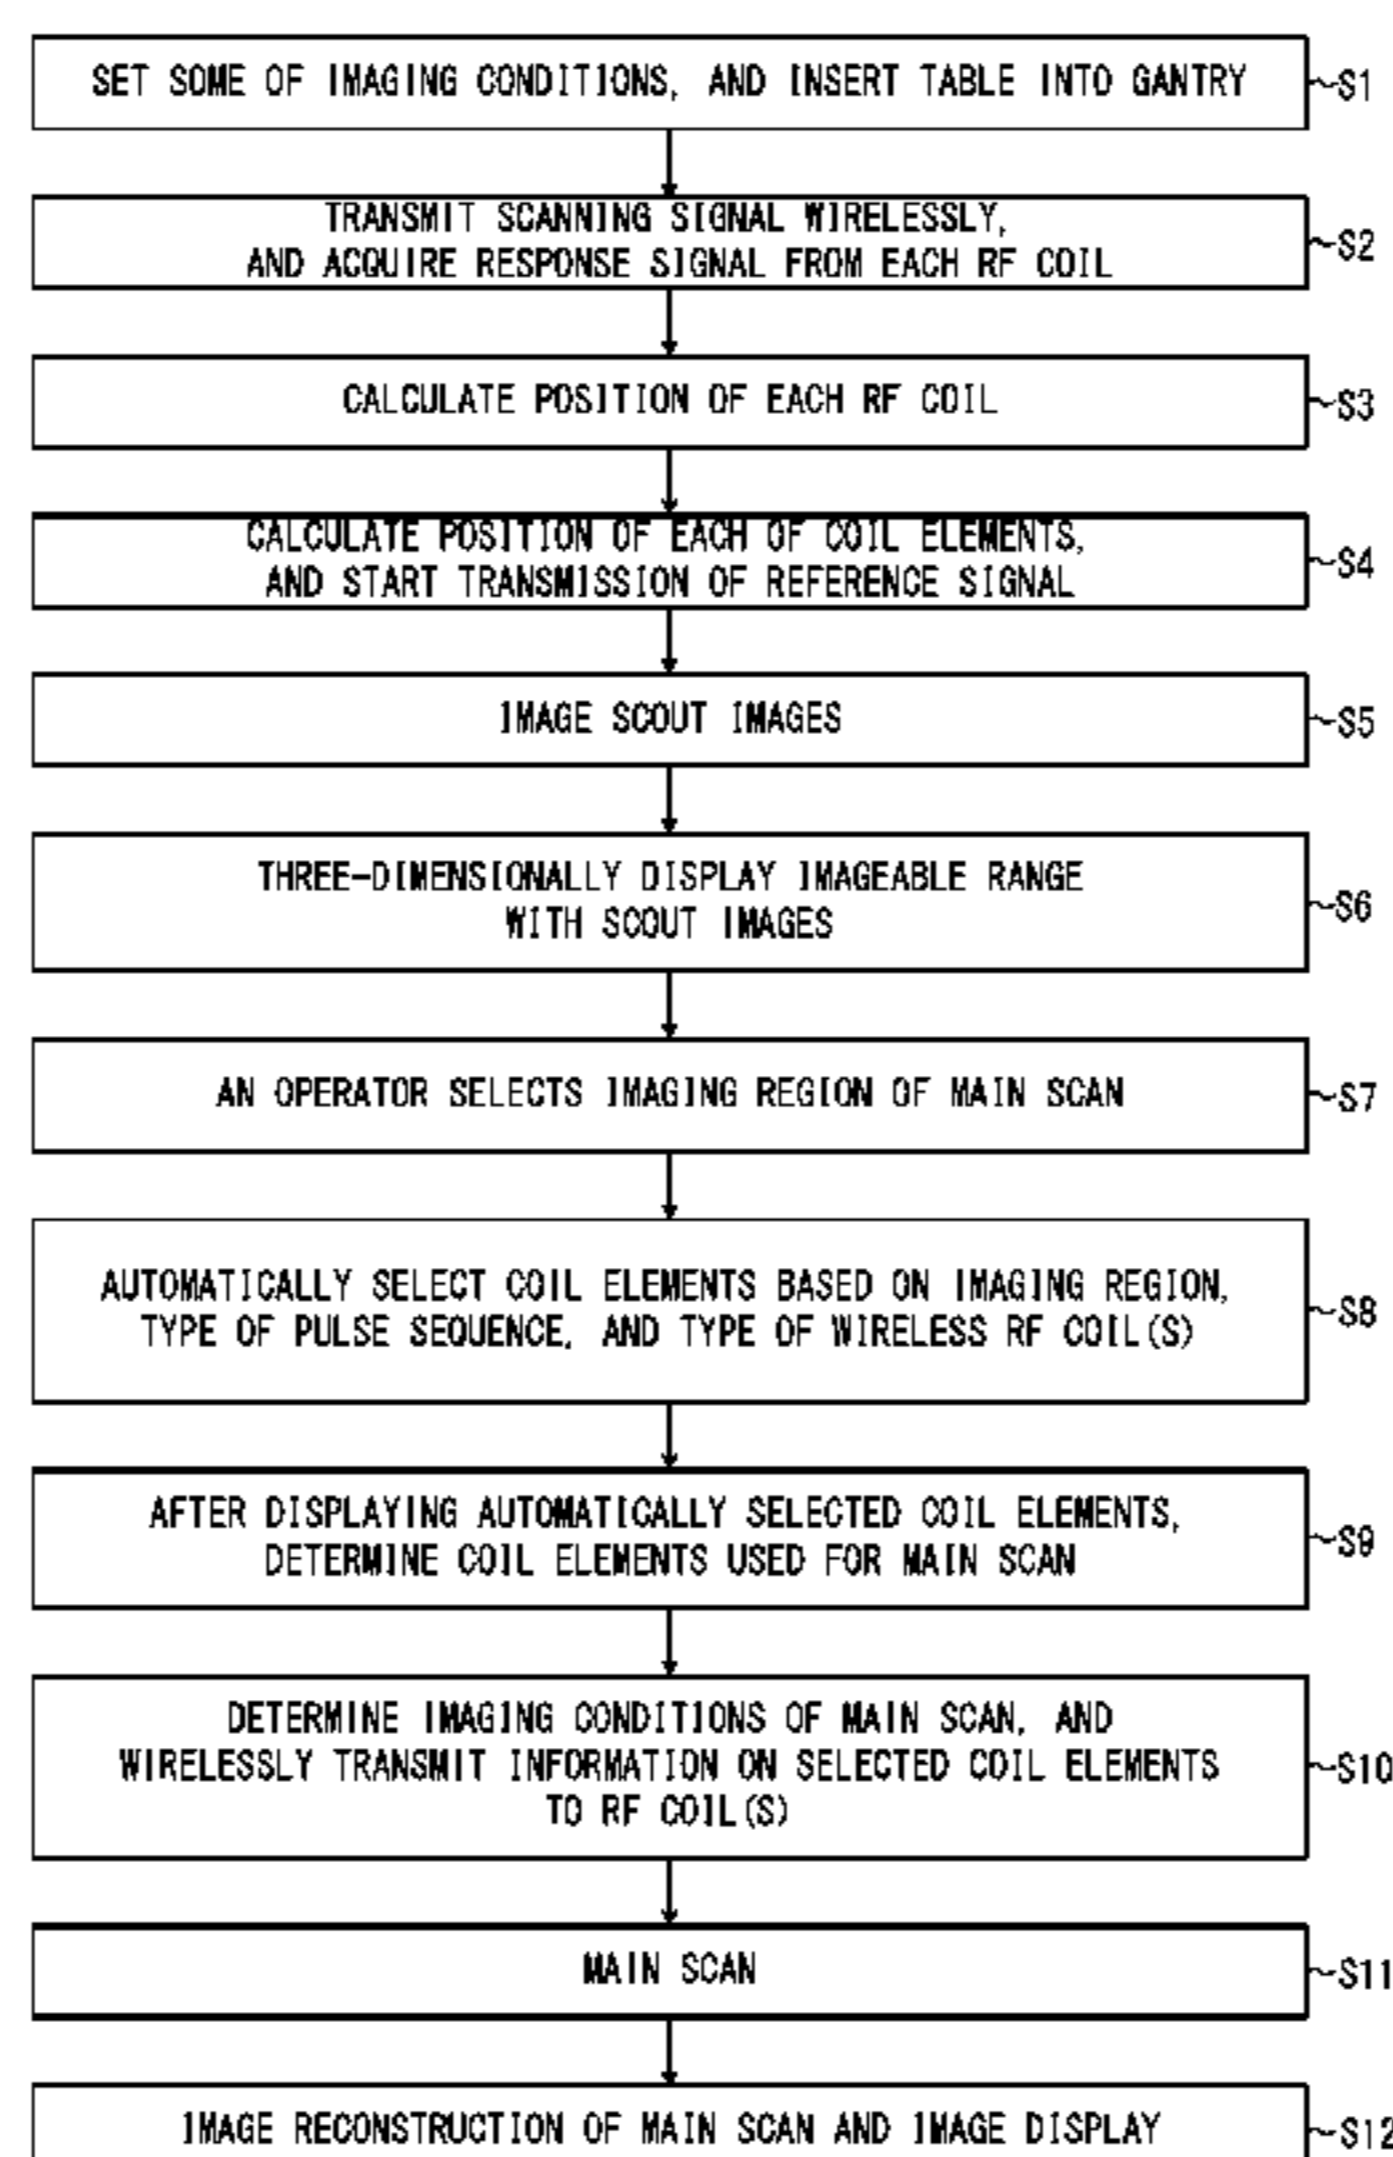 SET SOME OF IMAGING CONDITIONS, AND INSERT TABLE INTO GANTRY
S1
TRANSMIT SCANNING SIGNAL WIRELESSLY,
AND ACQUIRE RESPONSE SIGNAL FROM EACH RF COIL
S2
CALCULATE POSITION OF EACH RF COIL
S3
CALCULATE POSITION OF EACH OF COIL ELEMENTS,
AND START TRANSMISSION OF REFERENCE SIGNAL
S4
IMAGE SCOUT IMAGES
S5
THREE-DIMENSIONALLY DISPLAY IMAGEABLE RANGE
WITH SCOUT IMAGES
S6
AN OPERATOR SELECTS IMAGING REGION OF MAIN SCAN
S7
AUTOMATICALLY SELECT COIL ELEMENTS BASED ON IMAGING REGION,
TYPE OF PULSE SEQUENCE, AND TYPE OF WIRELESS RF COIL(S)
S8
AFTER DISPLAYING AUTOMATICALLY SELECTED COIL ELEMENTS,
DETERMINE COIL ELEMENTS USED FOR MAIN SCAN
S9
DETERMINE IMAGING CONDITIONS OF MAIN SCAN, AND
WIRELESSLY TRANSMIT INFORMATION ON SELECTED COIL ELEMENTS
TO RF COIL(S)
S10
MAIN SCAN
S11
IMAGE RECONSTRUCTION OF MAIN SCAN AND IMAGE DISPLAY
S12